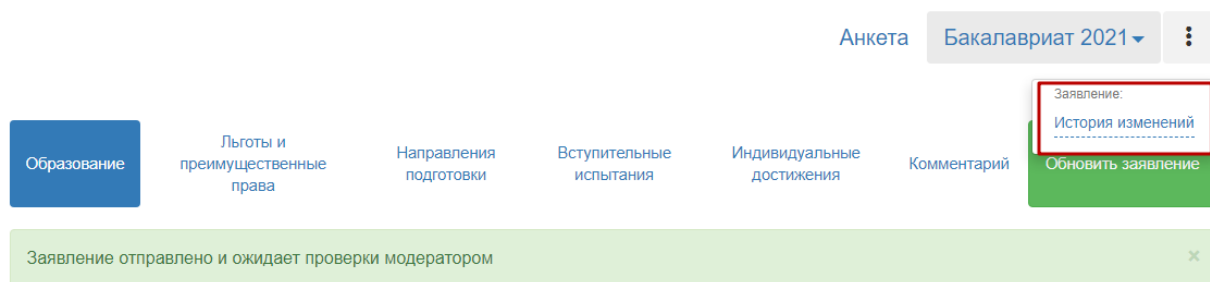 Анкета
Бакалавриат 2021
Заявление:
История изменений
Образование
Льготы и
преимущественные
права
Направления
подготовки
Вступительные
испытания
Индивидуальные
достижения
Комментарий
Обновить заявление
Заявление отправлено и ожидает проверки модератором
×